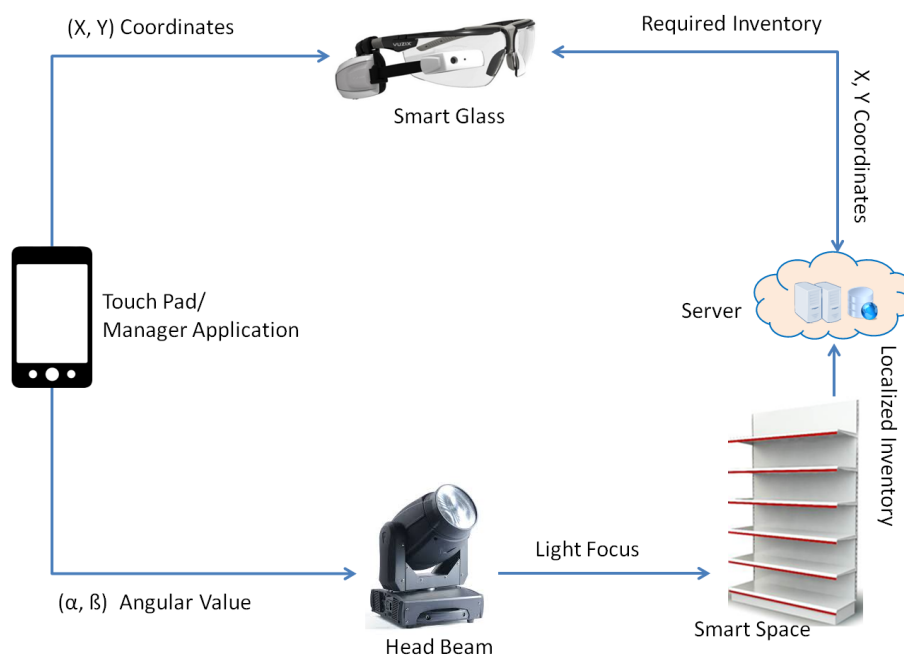 (X, Y) Coordinates
Required Inventory
VUZIX
Smart Glass
X, Y Coordinates
Touch Pad/
Manager Application
Server
Localized Inventory
Light Focus
(α, ß) Angular Value
Head Beam
Smart Space